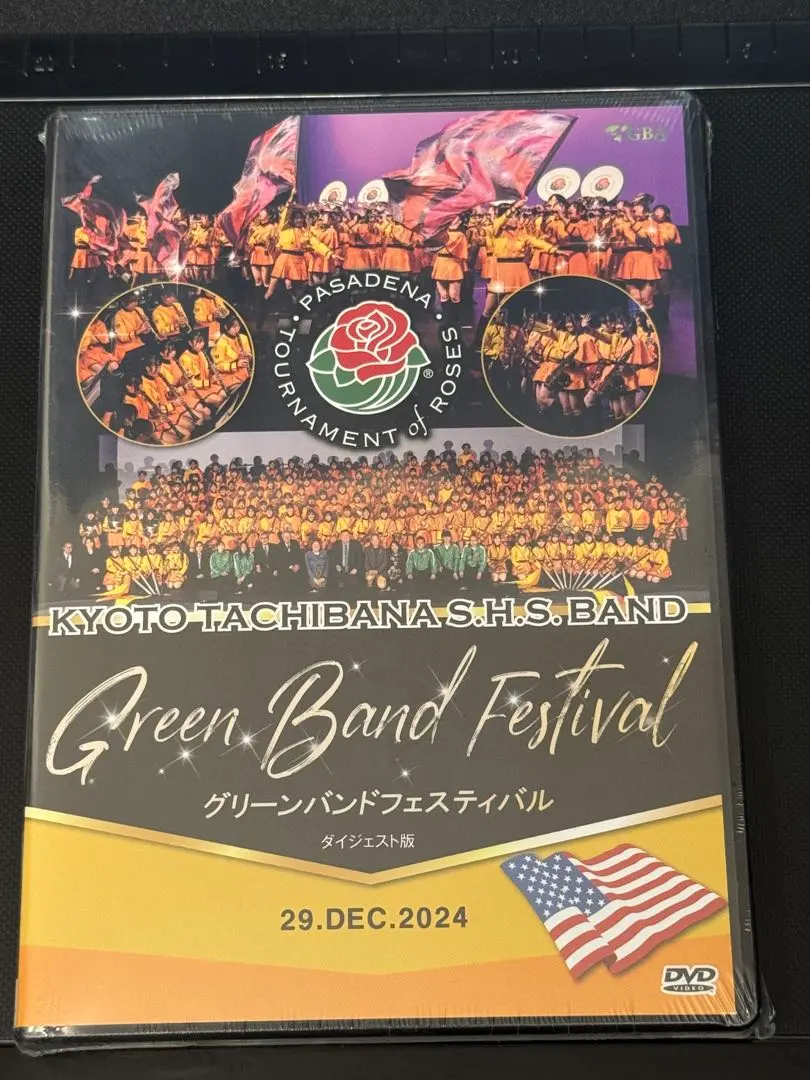 GBA
PASADENA
TOURNAMENT of ROSES®
KYOTO TACHIBANA S.H.S. BAND
Green Band Festival
グリーンバンドフェスティバル
ダイジェスト版
29.DEC.2024
DVD
VIDEO